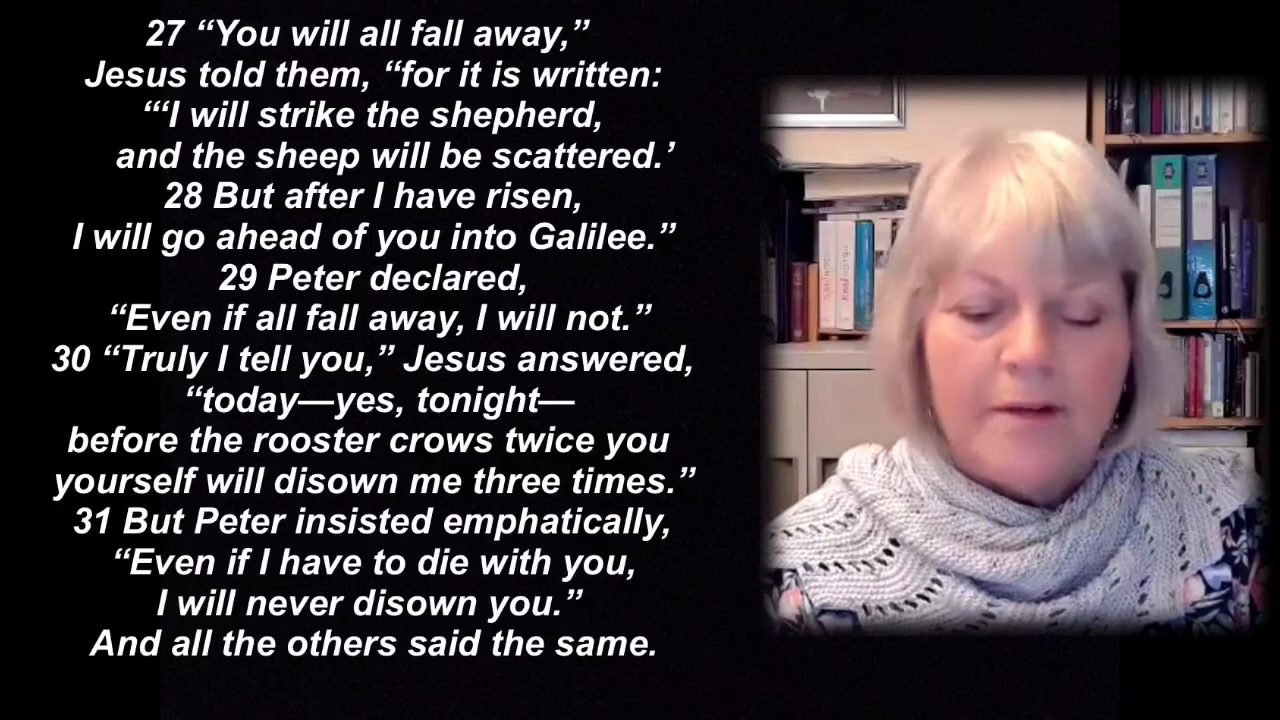 27 “You will all fall away,”
Jesus told them, “for it is written:
“‘I will strike the shepherd,
and the sheep will be scattered.’
28 But after I have risen,
I will go ahead of you into Galilee.”
29 Peter declared,
“Even if all fall away, I will not.”
30 “Truly I tell you,” Jesus answered,
“today—yes, tonight—
before the rooster crows twice you
yourself will disown me three times.”
31 But Peter insisted emphatically,
“Even if I have to die with you,
I will never disown you.”
And all the others said the same.